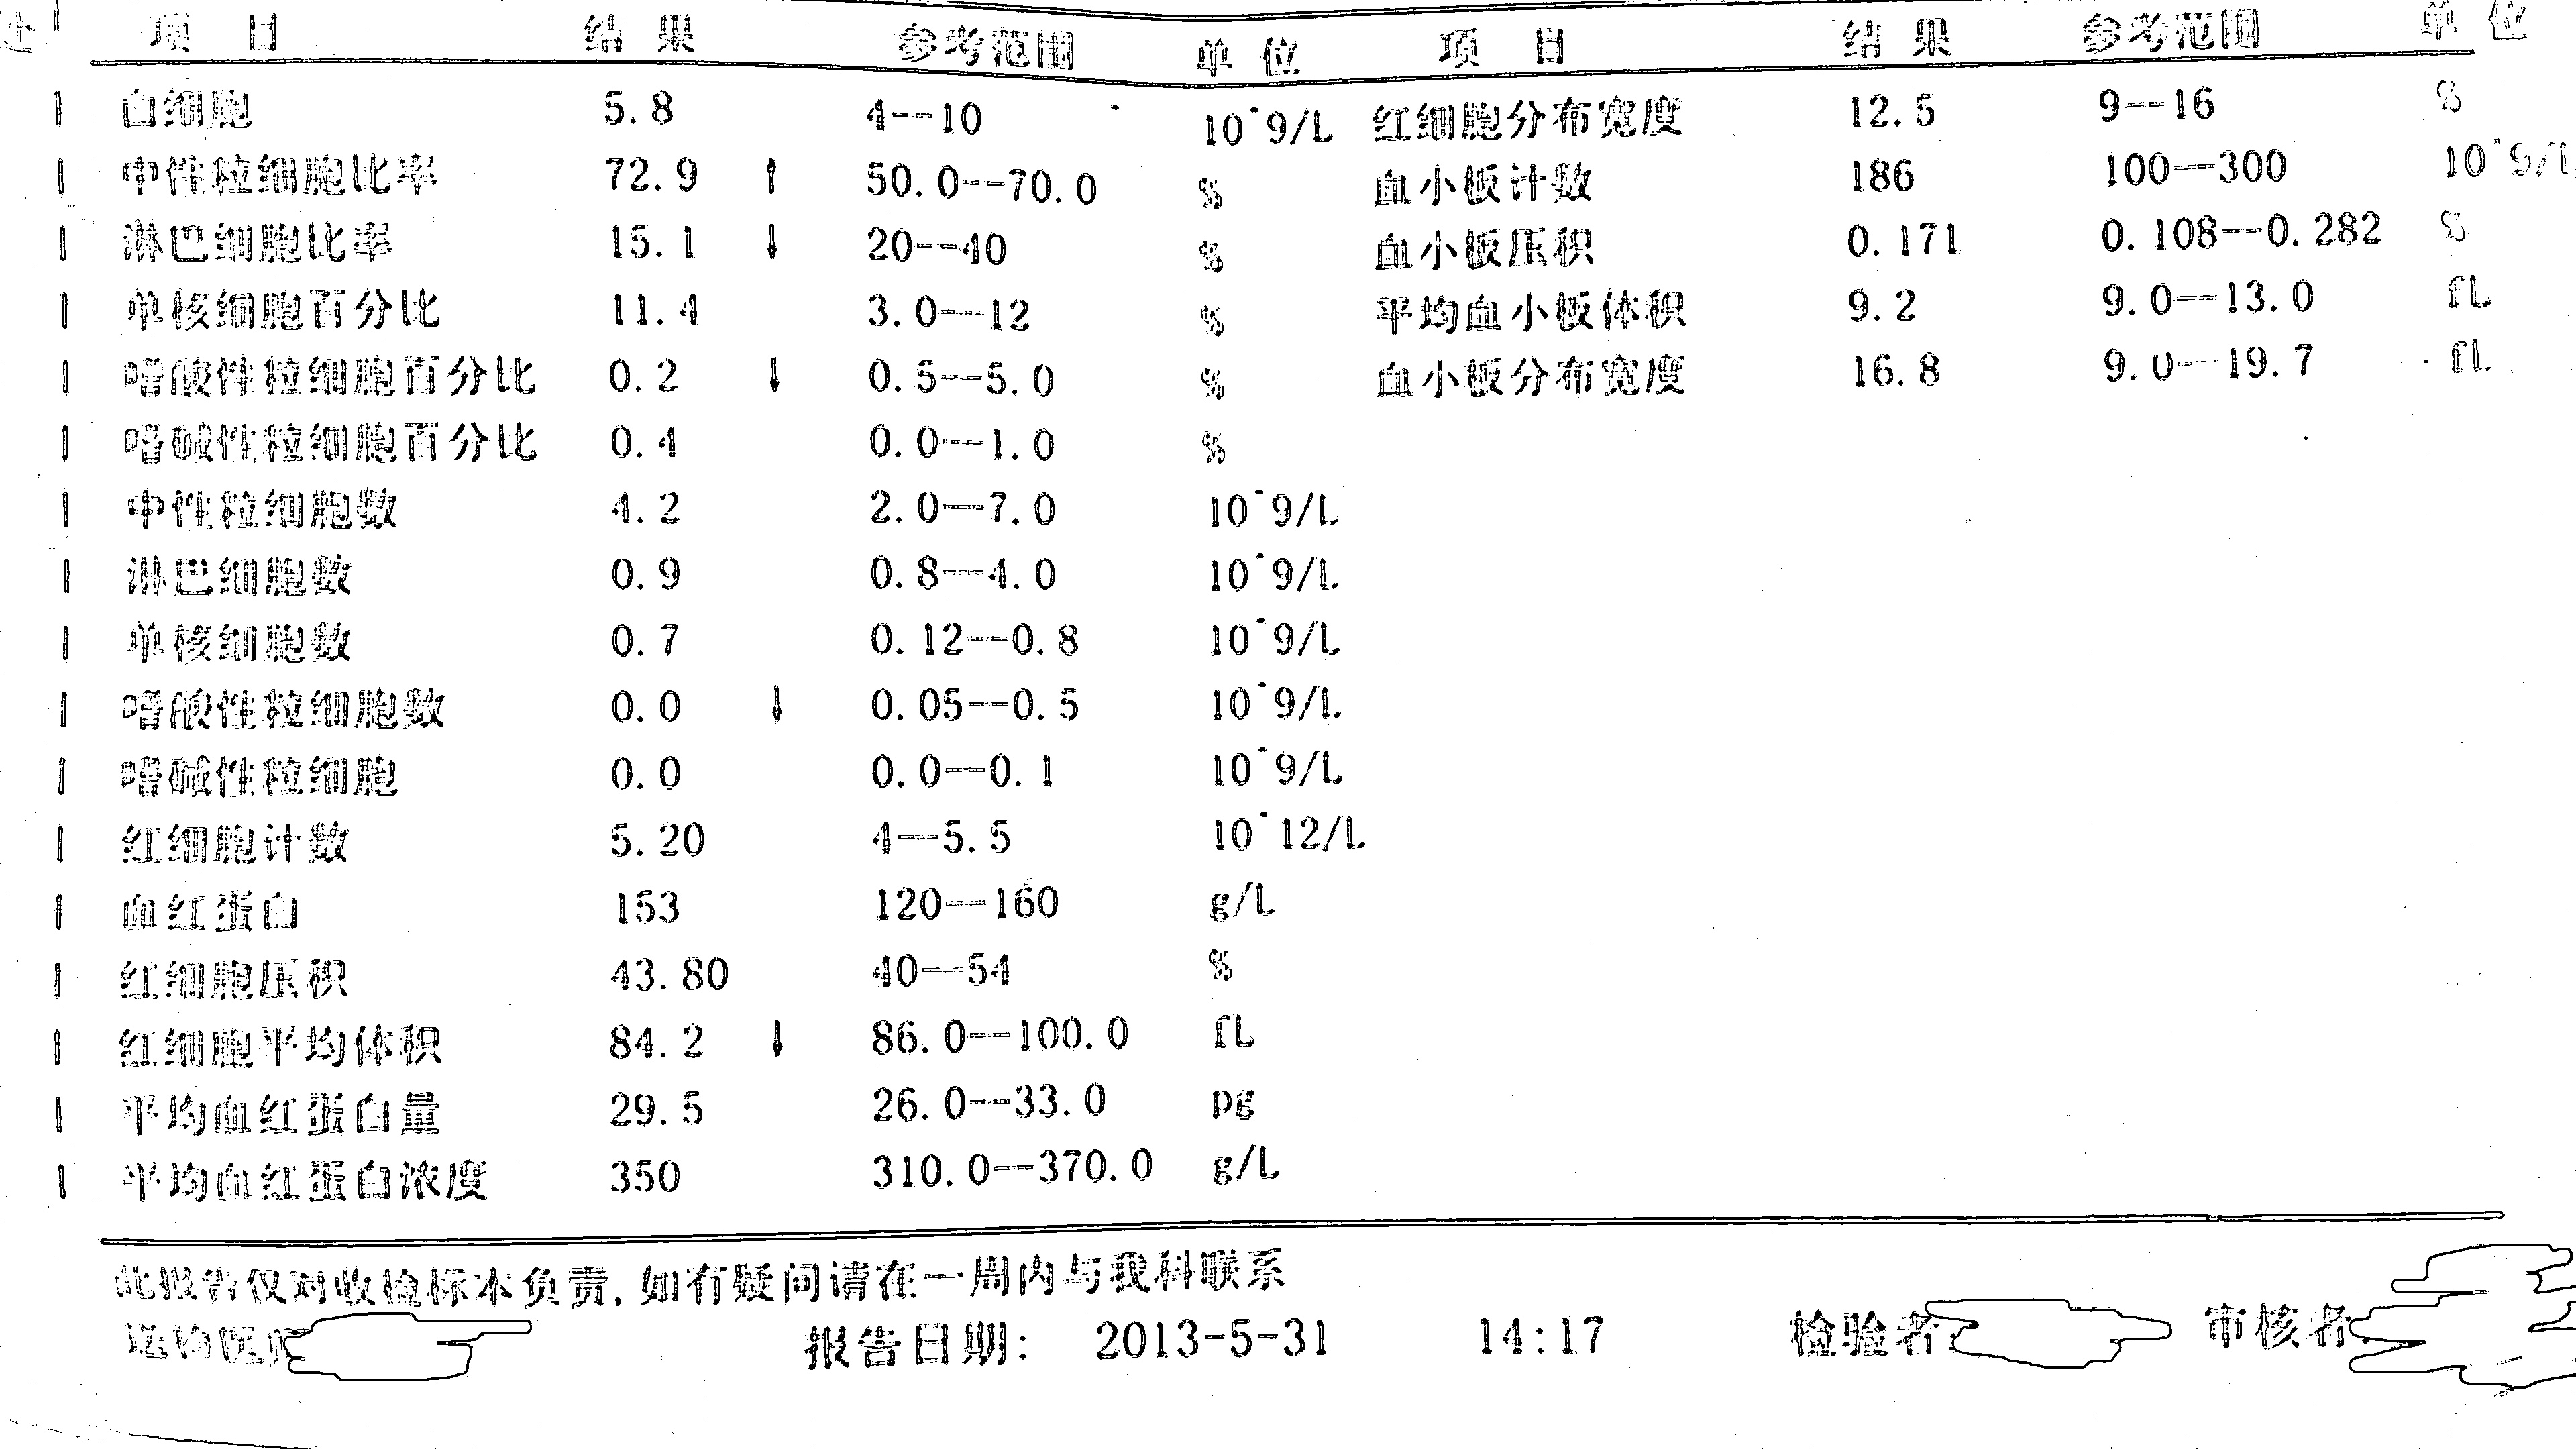 项 目 结 果 参考范围 单 位 项 目 结 果 参考范围 单 位
白细胞 5.8 4--10 10^9/L 红细胞分布宽度 12.5 9--16 %
中性粒细胞比率 72.9 ↑ 50.0--70.0 % 血小板计数 186 100--300 10^9/L
淋巴细胞比率 15.1 ↓ 20--40 % 血小板压积 0.171 0.108--0.282 %
单核细胞百分比 11.4 3.0--12 % 平均血小板体积 9.2 9.0--13.0 fL
嗜酸性粒细胞百分比 0.2 ↓ 0.5--5.0 % 血小板分布宽度 16.8 9.0--19.7 fL
嗜碱性粒细胞百分比 0.4 0.0--1.0 %
中性粒细胞数 4.2 2.0--7.0 10^9/L
淋巴细胞数 0.9 0.8--4.0 10^9/L
单核细胞数 0.7 0.12--0.8 10^9/L
嗜酸性粒细胞数 0.0 ↓ 0.05--0.5 10^9/L
嗜碱性粒细胞 0.0 0.0--0.1 10^9/L
红细胞计数 5.20 4--5.5 10^12/L
血红蛋白 153 120--160 g/L
红细胞压积 43.80 40--54 %
红细胞平均体积 84.2 ↓ 86.0--100.0 fL
平均血红蛋白量 29.5 26.0--33.0 pg
平均血红蛋白浓度 350 310.0--370.0 g/L
此报告仅对收检标本负责,如有疑问请在一周内与我科联系
送检医师 报告日期: 2013-5-31 14:17 检验者: 审核者